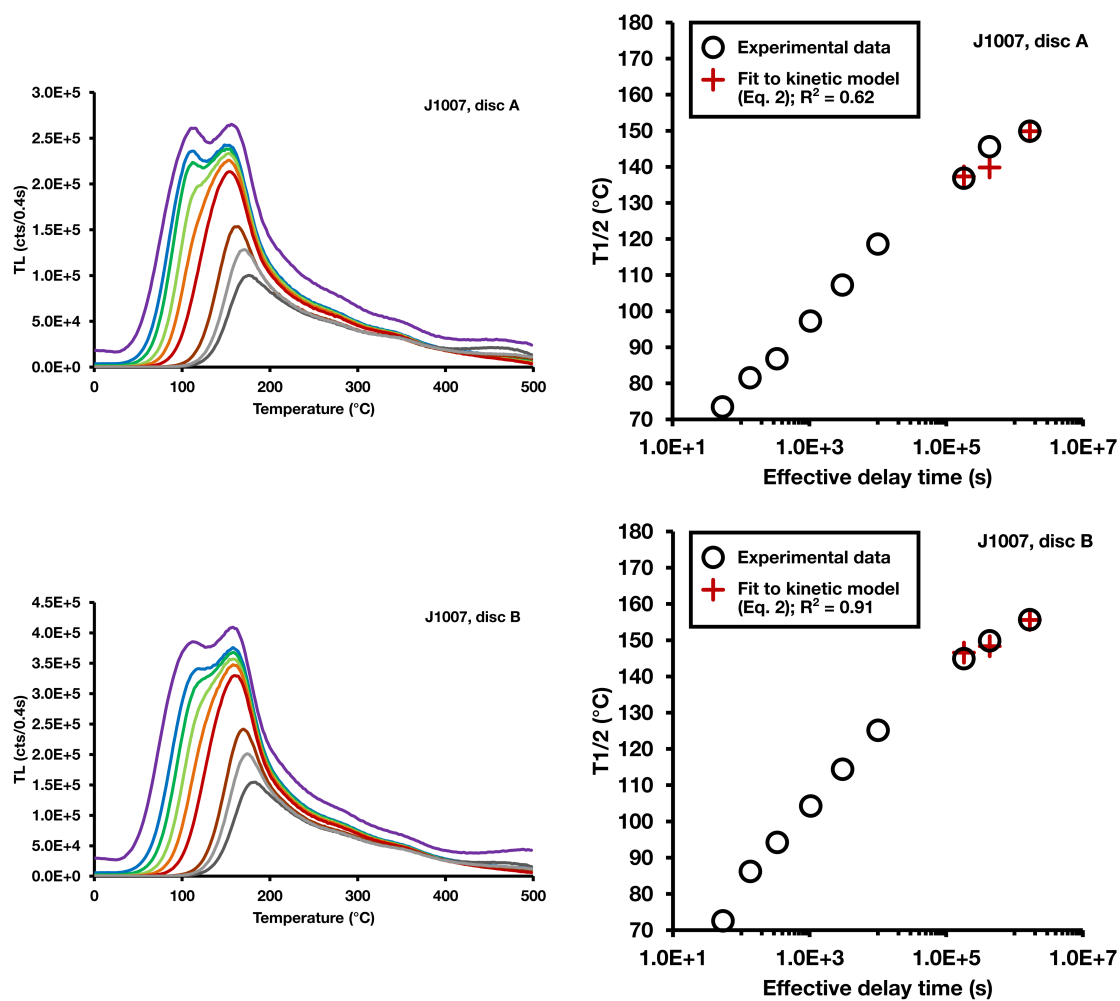 J1007, disc A
TL (cts/0.4s)
3.0E+5
2.5E+5
2.0E+5
1.5E+5
1.0E+5
5.0E+4
0.0E+0
0 100 200 300 400 500
Temperature (°C)
J1007, disc A
Experimental data
Fit to kinetic model
(Eq. 2); R² = 0.62
T1/2 (°C)
180
170
160
150
140
130
120
110
100
90
80
70
1.0E+1 1.0E+3 1.0E+5 1.0E+7
Effective delay time (s)
J1007, disc B
TL (cts/0.4s)
4.5E+5
4.0E+5
3.5E+5
3.0E+5
2.5E+5
2.0E+5
1.5E+5
1.0E+5
5.0E+4
0.0E+0
0 100 200 300 400 500
Temperature (°C)
J1007, disc B
Experimental data
Fit to kinetic model
(Eq. 2); R² = 0.91
T1/2 (°C)
180
170
160
150
140
130
120
110
100
90
80
70
1.0E+1 1.0E+3 1.0E+5 1.0E+7
Effective delay time (s)